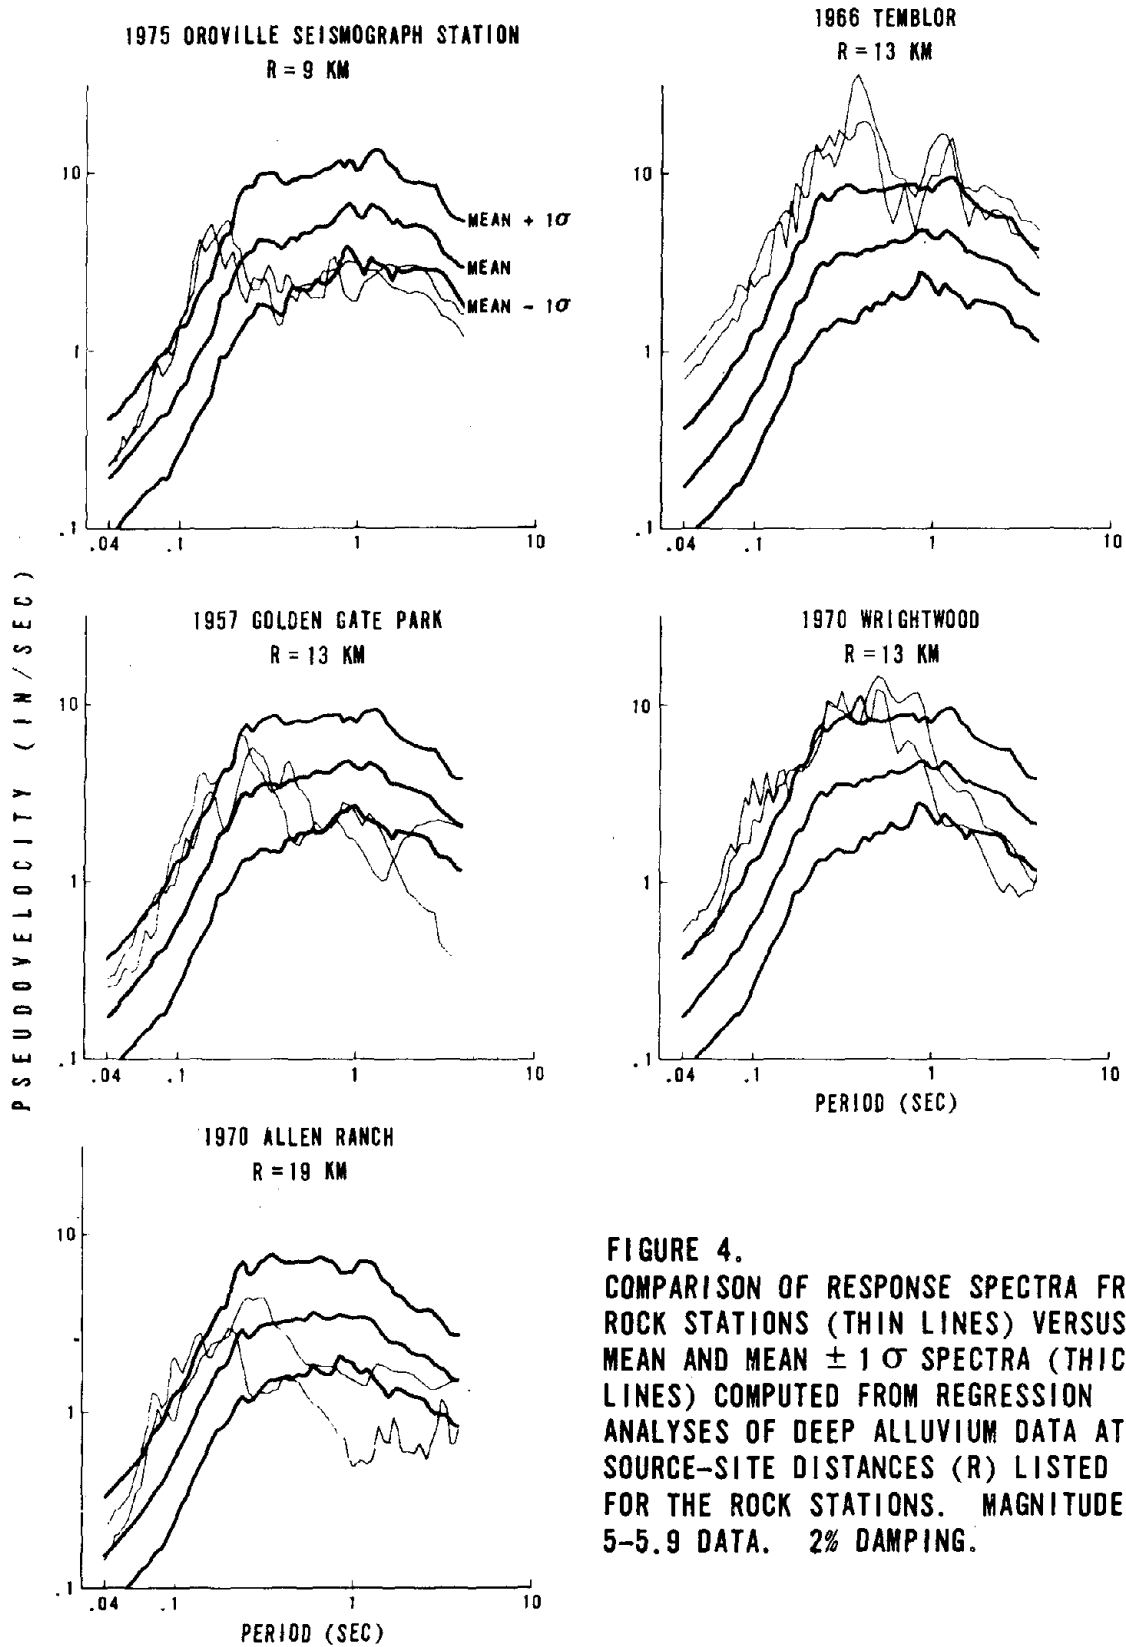 1975 OROVILLE SEISMOGRAPH STATION
R = 9 KM
10
1
.1
.04
.1
1
10
MEAN + 1σ
MEAN
MEAN - 1σ
1966 TEMBLOR
R = 13 KM
10
1
.1
.04
.1
1
10
PSEUDOVELOCITY (IN/SEC)
1957 GOLDEN GATE PARK
R = 13 KM
10
1
.1
.04
.1
1
10
1970 WRIGHTWOOD
R = 13 KM
10
1
.1
.04
.1
1
10
PERIOD (SEC)
1970 ALLEN RANCH
R = 19 KM
10
1
.1
.04
.1
1
10
PERIOD (SEC)
FIGURE 4.
COMPARISON OF RESPONSE SPECTRA FR
ROCK STATIONS (THIN LINES) VERSUS
MEAN AND MEAN ± 1σ SPECTRA (THIC
LINES) COMPUTED FROM REGRESSION
ANALYSES OF DEEP ALLUVIUM DATA AT
SOURCE-SITE DISTANCES (R) LISTED
FOR THE ROCK STATIONS. MAGNITUDE
5-5.9 DATA. 2% DAMPING.